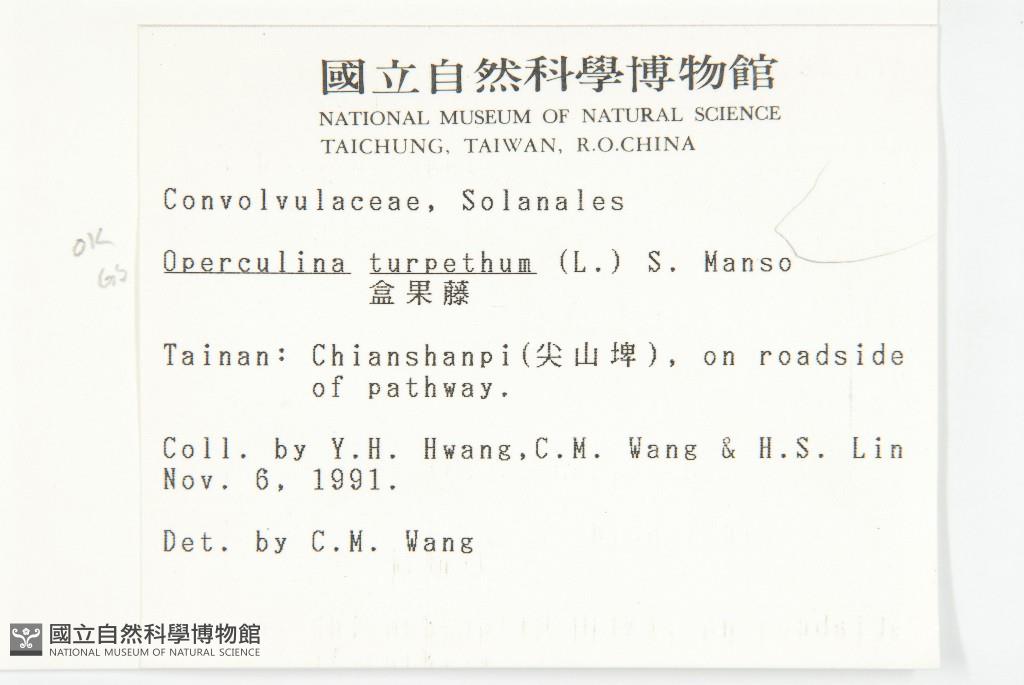 國立自然科學博物館
NATIONAL MUSEUM OF NATURAL SCIENCE
TAICHUNG, TAIWAN, R.O.CHINA
Convolvulaceae, Solanales
OK
GS
Operculina turpethum (L.) S. Manso
盒果藤
Tainan: Chianshanpi(尖山埤), on roadside
of pathway.
Coll. by Y.H. Hwang,C.M. Wang & H.S. Lin
Nov. 6, 1991.
Det. by C.M. Wang
國立自然科學博物館
NATIONAL MUSEUM OF NATURAL SCIENCE